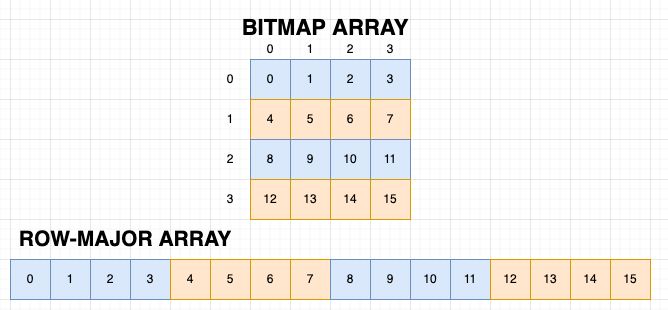 BITMAP ARRAY
0 1 2 3
0 0 1 2 3
1 4 5 6 7
2 8 9 10 11
3 12 13 14 15
ROW-MAJOR ARRAY
0 1 2 3 4 5 6 7 8 9 10 11 12 13 14 15